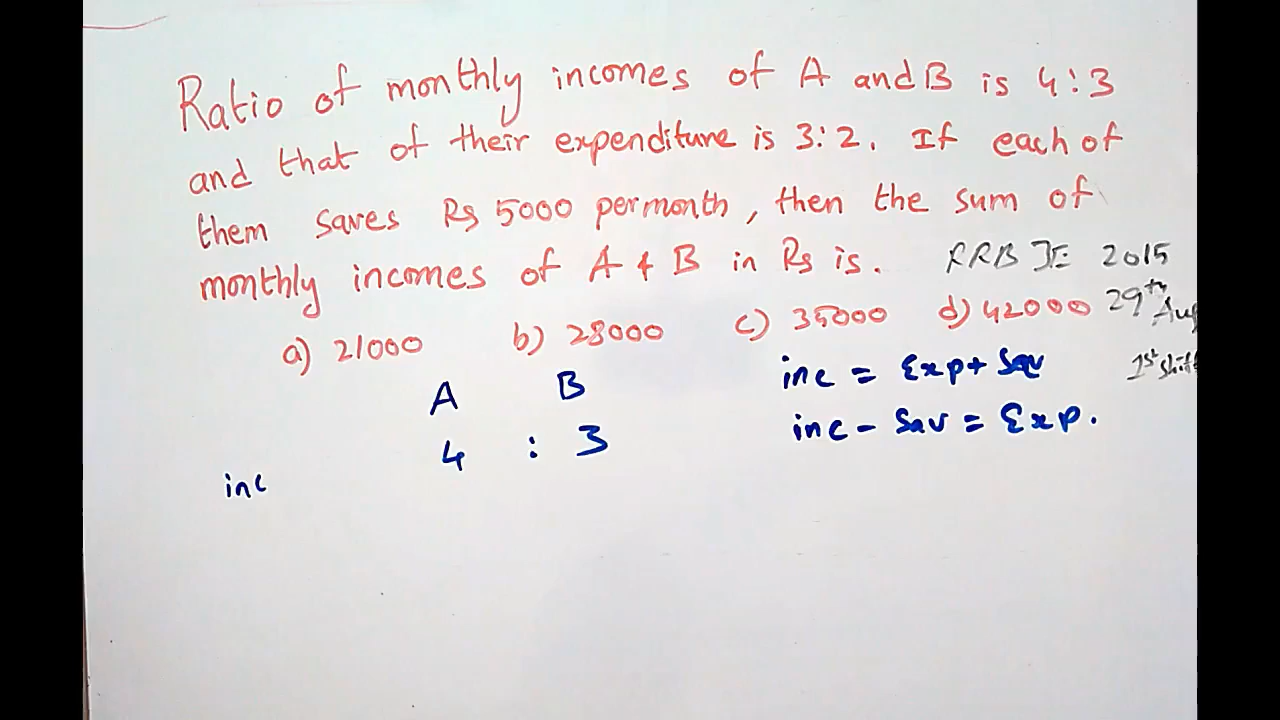 Ratio of monthly incomes of A and B is 4:3
and that of their expenditure is 3:2. If each of
them saves Rs 5000 per month, then the sum of
monthly incomes of A & B in Rs is. RRB JE 2015
a) 21000 b) 28000 c) 35000 d) 42000 29th Aug
1st shift
A B inc = Exp + Sav
4 : 3 inc - Sav = Exp.
inc